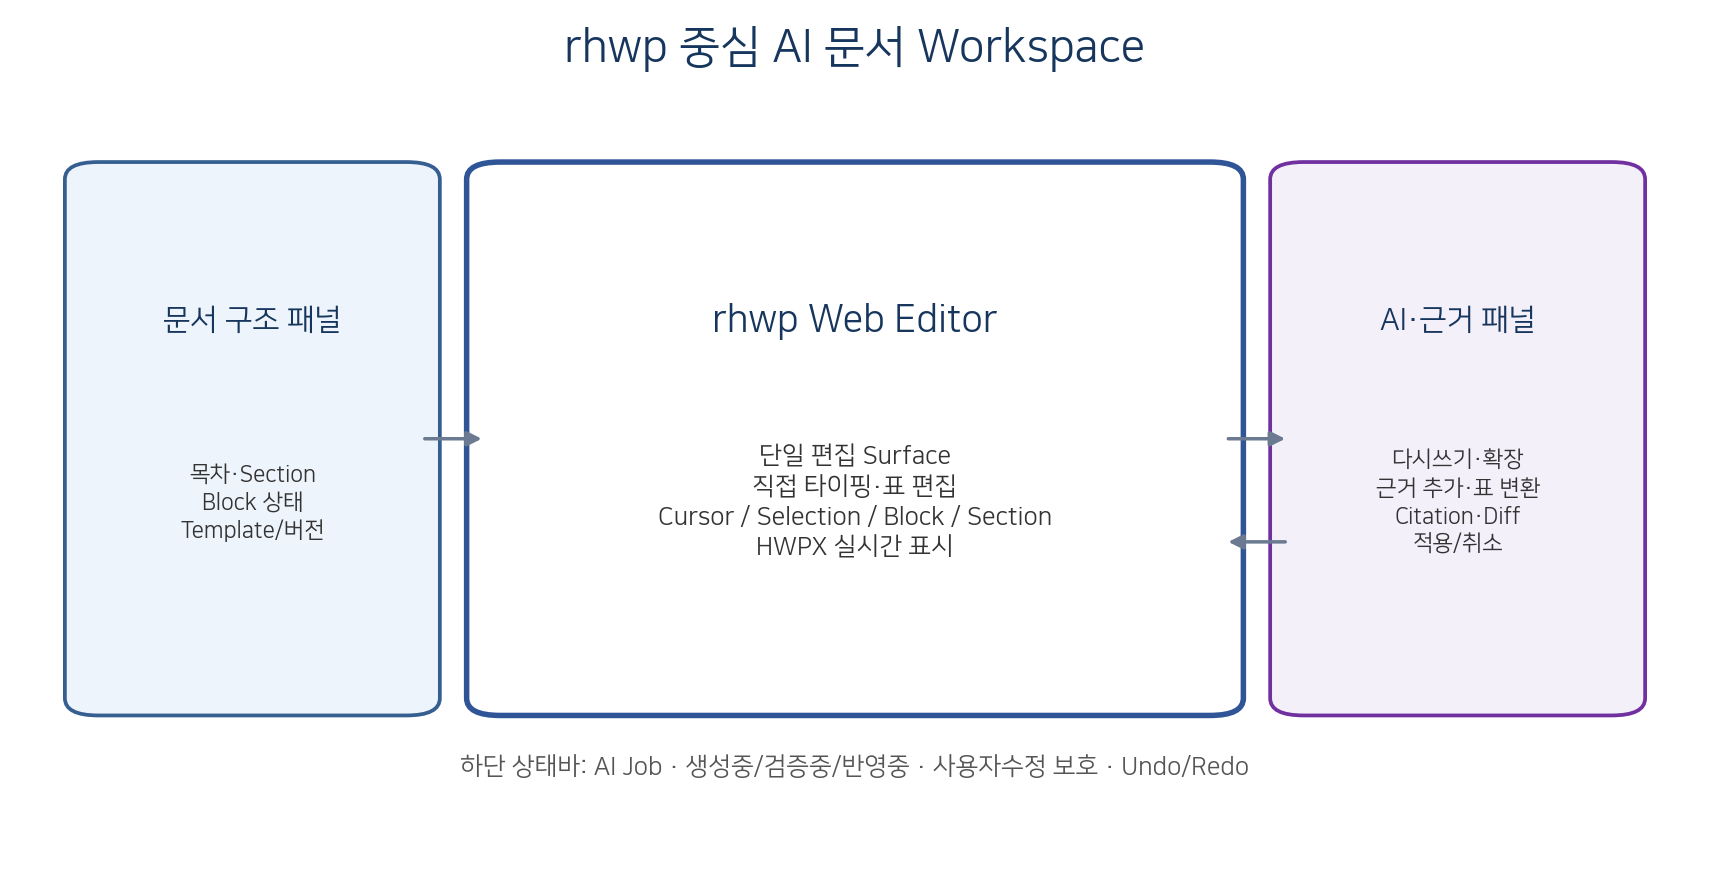 rhwp 중심 AI 문서 Workspace
문서 구조 패널
목차·Section
Block 상태
Template/버전
rhwp Web Editor
단일 편집 Surface
직접 타이핑·표 편집
Cursor / Selection / Block / Section
HWPX 실시간 표시
AI·근거 패널
다시쓰기·확장
근거 추가·표 변환
Citation·Diff
적용/취소
하단 상태바: AI Job · 생성중/검증중/반영중 · 사용자수정 보호 · Undo/Redo